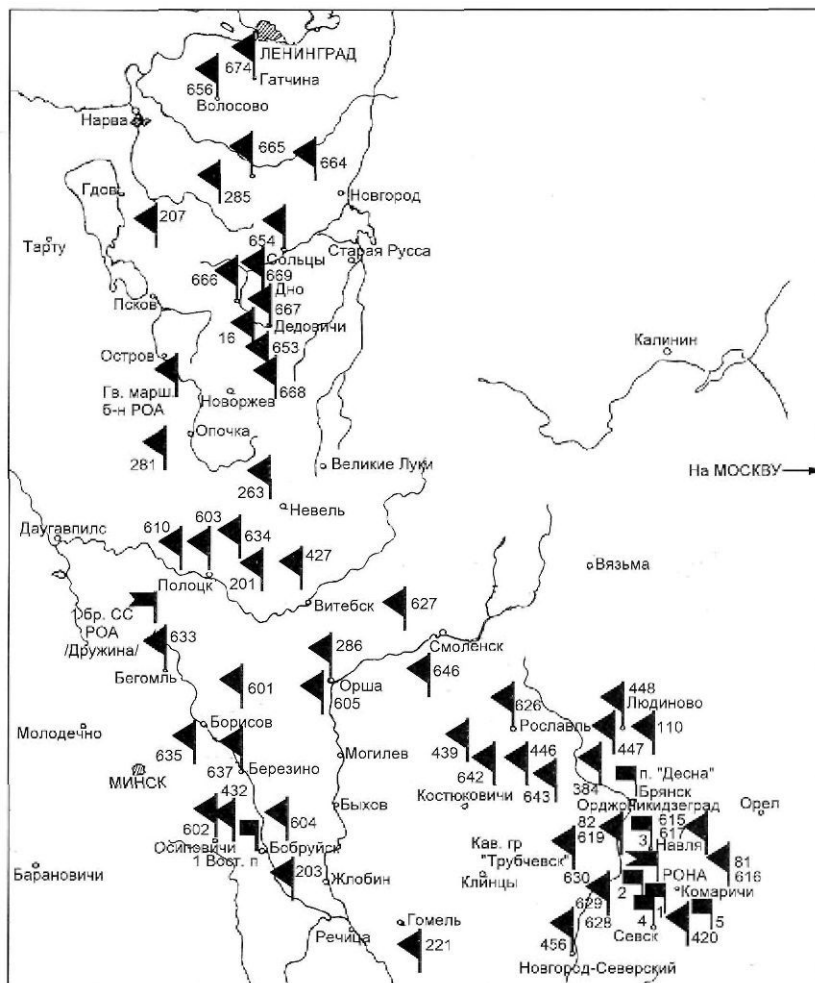 ЛЕНИНГРАД
674
Гатчина
656
Волосово
Нарва
665
664
285
Гдов
207
Новгород
Тарту
654
Сольцы
Старая Русса
666
669
Дно
Псков
667
16
Дедовичи
653
Остров
Калинин
668
Гв. марш.
б-н РОА
Новоржев
Опочка
281
Великие Луки
263
На МОСКВУ
Невель
603
610
634
Даугавпилс
427
201
Полоцк
Вязьма
Витебск
627
1 бр. СС
РОА
/Дружина/
633
286
Смоленск
Бегомль
646
601
Орша
605
448
626
Людиново
Рославль
110
Молодечно
Борисов
635
439
446
447
637
Березино
Могилев
642
643
384
п. "Десна"
МИНСК
Брянск
432
Костюковичи
Орджоникидзеград
Орел
Быхов
602
604
82
619
3
615
617
Осиповичи
1 Вост. п
Бобруйск
Кав. гр
"Трубчевск"
Навля
81
616
Барановичи
203
Жлобин
Клинцы
630
РОНА
2
Комаричи
629
628
4
1
5
Гомель
Речица
221
456
Севск
420
Новгород-Северский